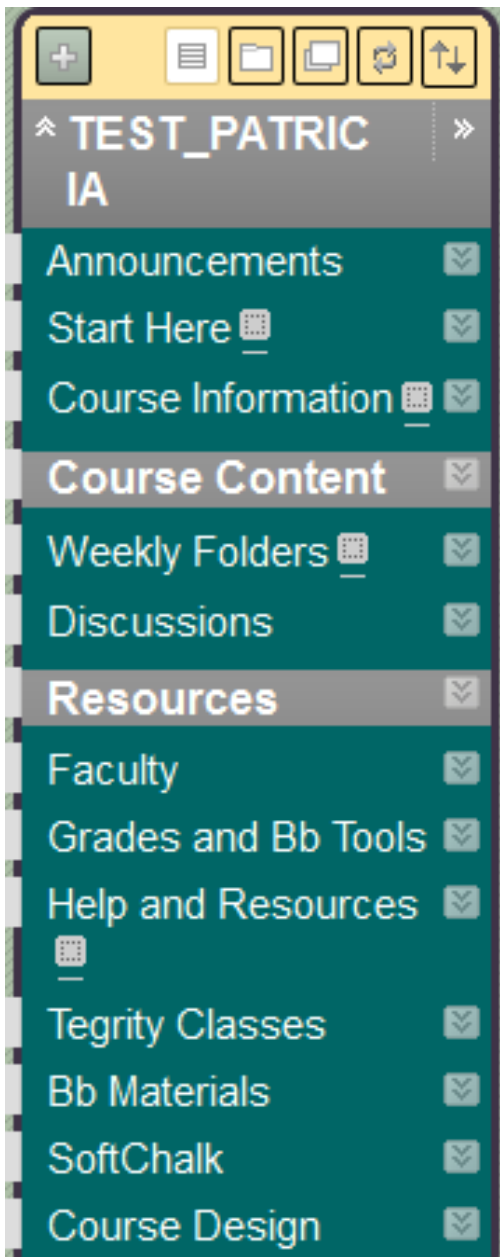 TEST_PATRIC
IA
Announcements
Start Here
Course Information
Course Content
Weekly Folders
Discussions
Resources
Faculty
Grades and Bb Tools
Help and Resources
Tegrity Classes
Bb Materials
SoftChalk
Course Design